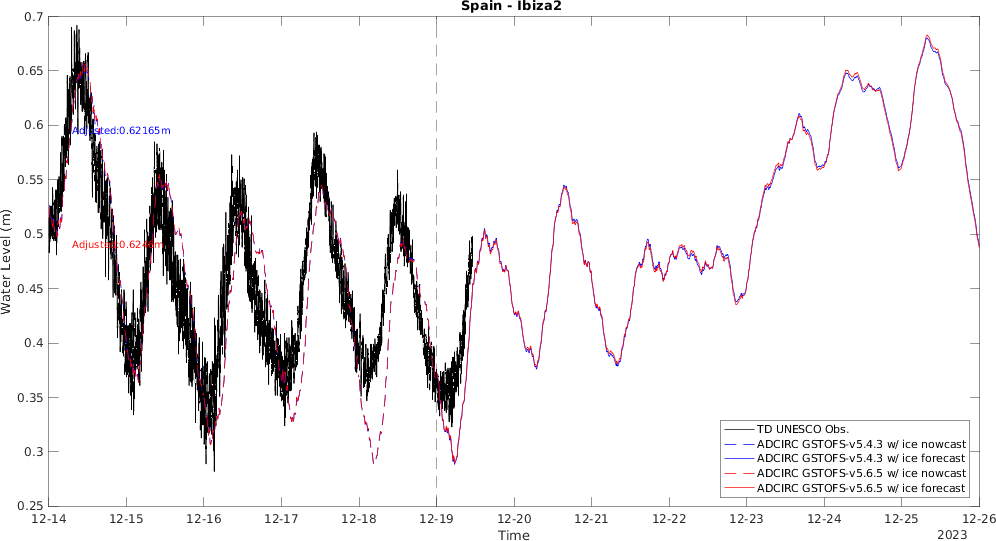 Spain - Ibiza2
0.7
0.65
0.6
0.55
0.5
0.45
0.4
0.35
0.3
0.25
Water Level (m)
Adjusted:0.62165m
12-14
12-15
12-16
12-17
12-18
12-19
12-20
12-21
12-22
12-23
12-24
12-25
12-26
Time
2023
TD UNESCO Obs.
ADCIRC GSTOFS-v5.4.3 w/ ice nowcast
ADCIRC GSTOFS-v5.4.3 w/ ice forecast
ADCIRC GSTOFS-v5.6.5 w/ ice nowcast
ADCIRC GSTOFS-v5.6.5 w/ ice forecast